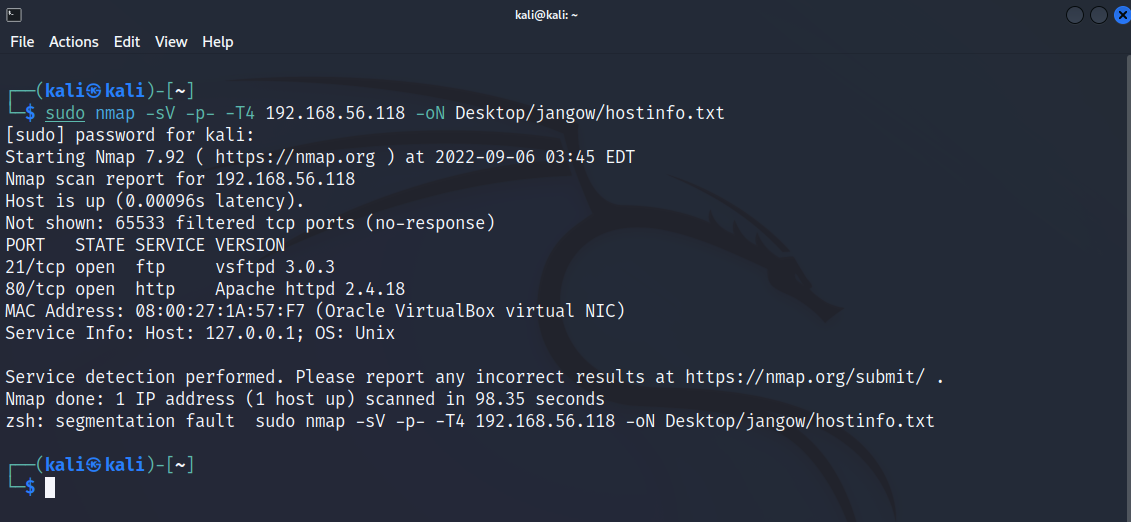 kali@kali: ~
File Actions Edit View Help
┌──(kali㉿kali)-[~]
└─$ sudo nmap -sV -p- -T4 192.168.56.118 -oN Desktop/jangow/hostinfo.txt
[sudo] password for kali:
Starting Nmap 7.92 ( https://nmap.org ) at 2022-09-06 03:45 EDT
Nmap scan report for 192.168.56.118
Host is up (0.00096s latency).
Not shown: 65533 filtered tcp ports (no-response)
PORT   STATE SERVICE VERSION
21/tcp open  ftp     vsftpd 3.0.3
80/tcp open  http    Apache httpd 2.4.18
MAC Address: 08:00:27:1A:57:F7 (Oracle VirtualBox virtual NIC)
Service Info: Host: 127.0.0.1; OS: Unix
Service detection performed. Please report any incorrect results at https://nmap.org/submit/ .
Nmap done: 1 IP address (1 host up) scanned in 98.35 seconds
zsh: segmentation fault  sudo nmap -sV -p- -T4 192.168.56.118 -oN Desktop/jangow/hostinfo.txt
┌──(kali㉿kali)-[~]
└─$